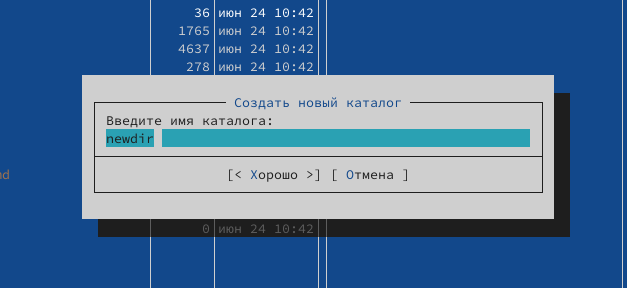 36 июн 24 10:42
1765 июн 24 10:42
4637 июн 24 10:42
278 июн 24 10:42
Создать новый каталог
Введите имя каталога:
newdir
[< Хорошо >] [ Отмена ]
0 июн 24 10:42